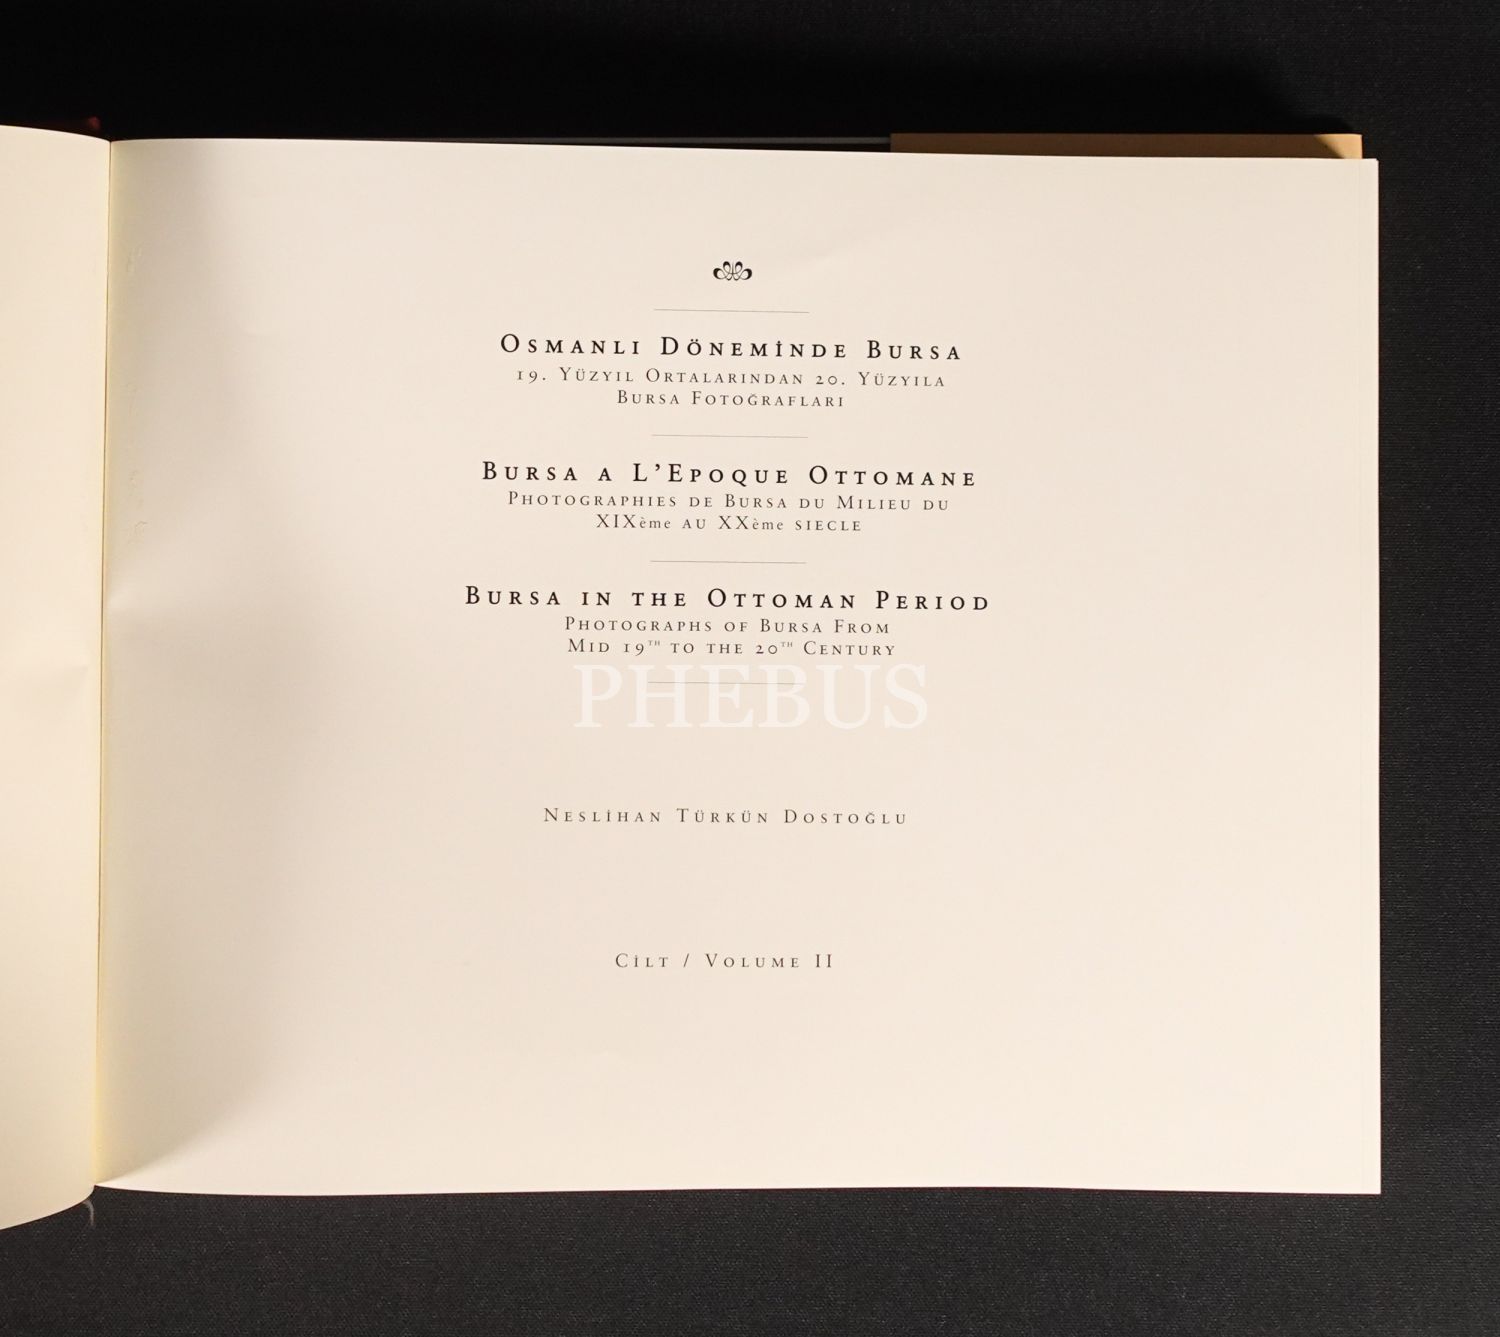 Osmanlı Döneminde Bursa
19. Yüzyıl Ortalarından 20. Yüzyıla
Bursa Fotoğrafları
Bursa a L'Epoque Ottomane
Photographies de Bursa du Milieu du
XIXème au XXème siecle
Bursa in the Ottoman Period
Photographs of Bursa From
Mid 19TH to the 20TH Century
PHEBUS
Neslihan Türkün Dostoğlu
Cilt / Volume II